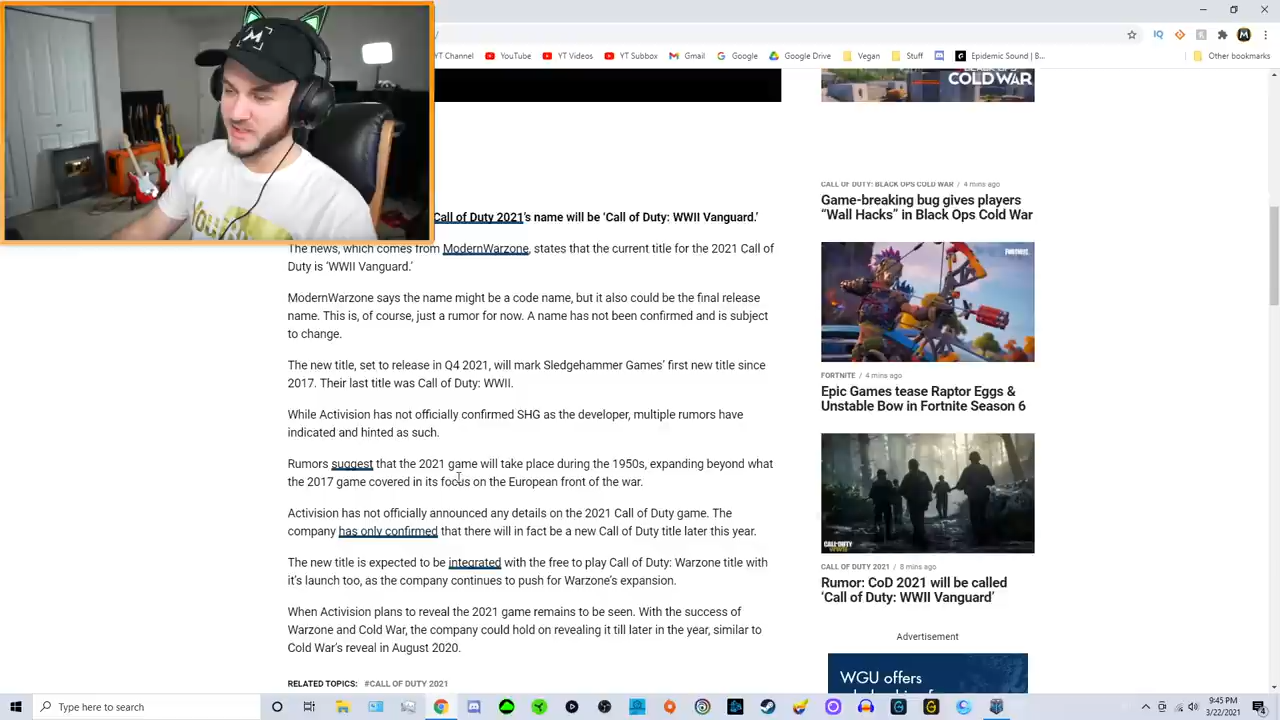 YT Channel
YouTube
YT Videos
YT Subbox
Gmail
Google
Google Drive
Vegan
Stuff
Epidemic Sound | B...
Other bookmarks
COLD WAR
Call of Duty 2021's name will be 'Call of Duty: WWII Vanguard.'
The news, which comes from ModernWarzone, states that the current title for the 2021 Call of
Duty is 'WWII Vanguard.'
ModernWarzone says the name might be a code name, but it also could be the final release
name. This is, of course, just a rumor for now. A name has not been confirmed and is subject
to change.
The new title, set to release in Q4 2021, will mark Sledgehammer Games' first new title since
2017. Their last title was Call of Duty: WWII.
While Activision has not officially confirmed SHG as the developer, multiple rumors have
indicated and hinted as such.
Rumors suggest that the 2021 game will take place during the 1950s, expanding beyond what
the 2017 game covered in its focus on the European front of the war.
Activision has not officially announced any details on the 2021 Call of Duty game. The
company has only confirmed that there will in fact be a new Call of Duty title later this year.
The new title is expected to be integrated with the free to play Call of Duty: Warzone title with
it's launch too, as the company continues to push for Warzone's expansion.
When Activision plans to reveal the 2021 game remains to be seen. With the success of
Warzone and Cold War, the company could hold on revealing it till later in the year, similar to
Cold War's reveal in August 2020.
RELATED TOPICS: #CALL OF DUTY 2021
CALL OF DUTY: BLACK OPS COLD WAR / 4 mins ago
Game-breaking bug gives players
"Wall Hacks" in Black Ops Cold War
FORTNITE
FORTNITE / 4 mins ago
Epic Games tease Raptor Eggs &
Unstable Bow in Fortnite Season 6
CALL OF DUTY
WWII
CALL OF DUTY 2021 / 8 mins ago
Rumor: CoD 2021 will be called
'Call of Duty: WWII Vanguard'
Advertisement
WGU offers
Type here to search
9:45 PM
3/22/2021